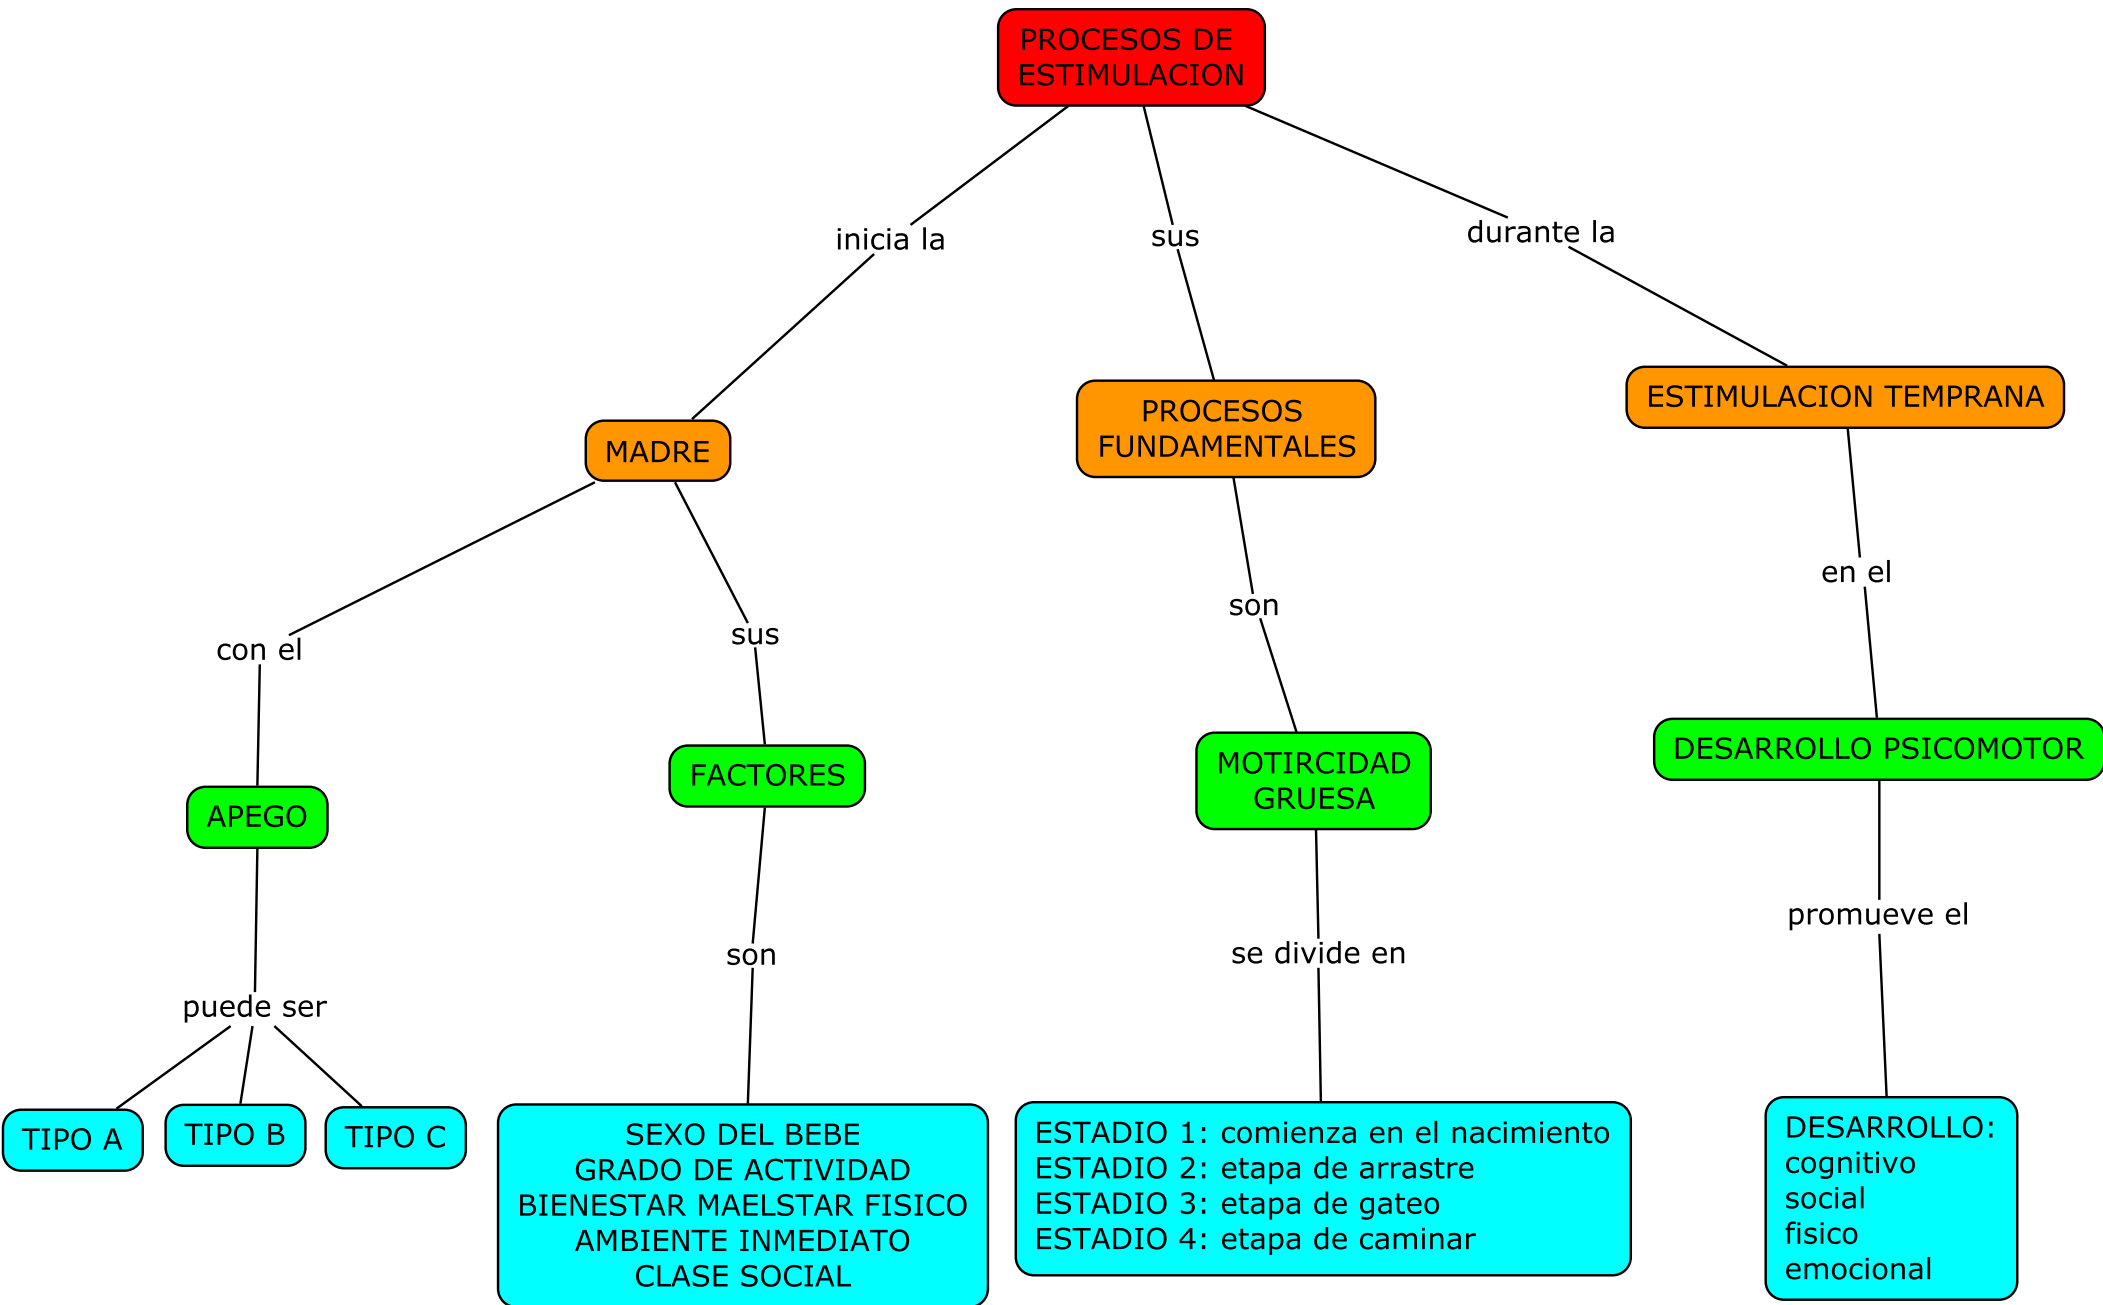 PROCESOS DE
ESTIMULACION
inicia la
sus
durante la
MADRE
PROCESOS
FUNDAMENTALES
ESTIMULACION TEMPRANA
con el
sus
son
en el
APEGO
FACTORES
MOTIRCIDAD
GRUESA
DESARROLLO PSICOMOTOR
puede ser
son
se divide en
promueve el
TIPO A
TIPO B
TIPO C
SEXO DEL BEBE
GRADO DE ACTIVIDAD
BIENESTAR MAELSTAR FISICO
AMBIENTE INMEDIATO
CLASE SOCIAL
ESTADIO 1: comienza en el nacimiento
ESTADIO 2: etapa de arrastre
ESTADIO 3: etapa de gateo
ESTADIO 4: etapa de caminar
DESARROLLO:
cognitivo
social
fisico
emocional